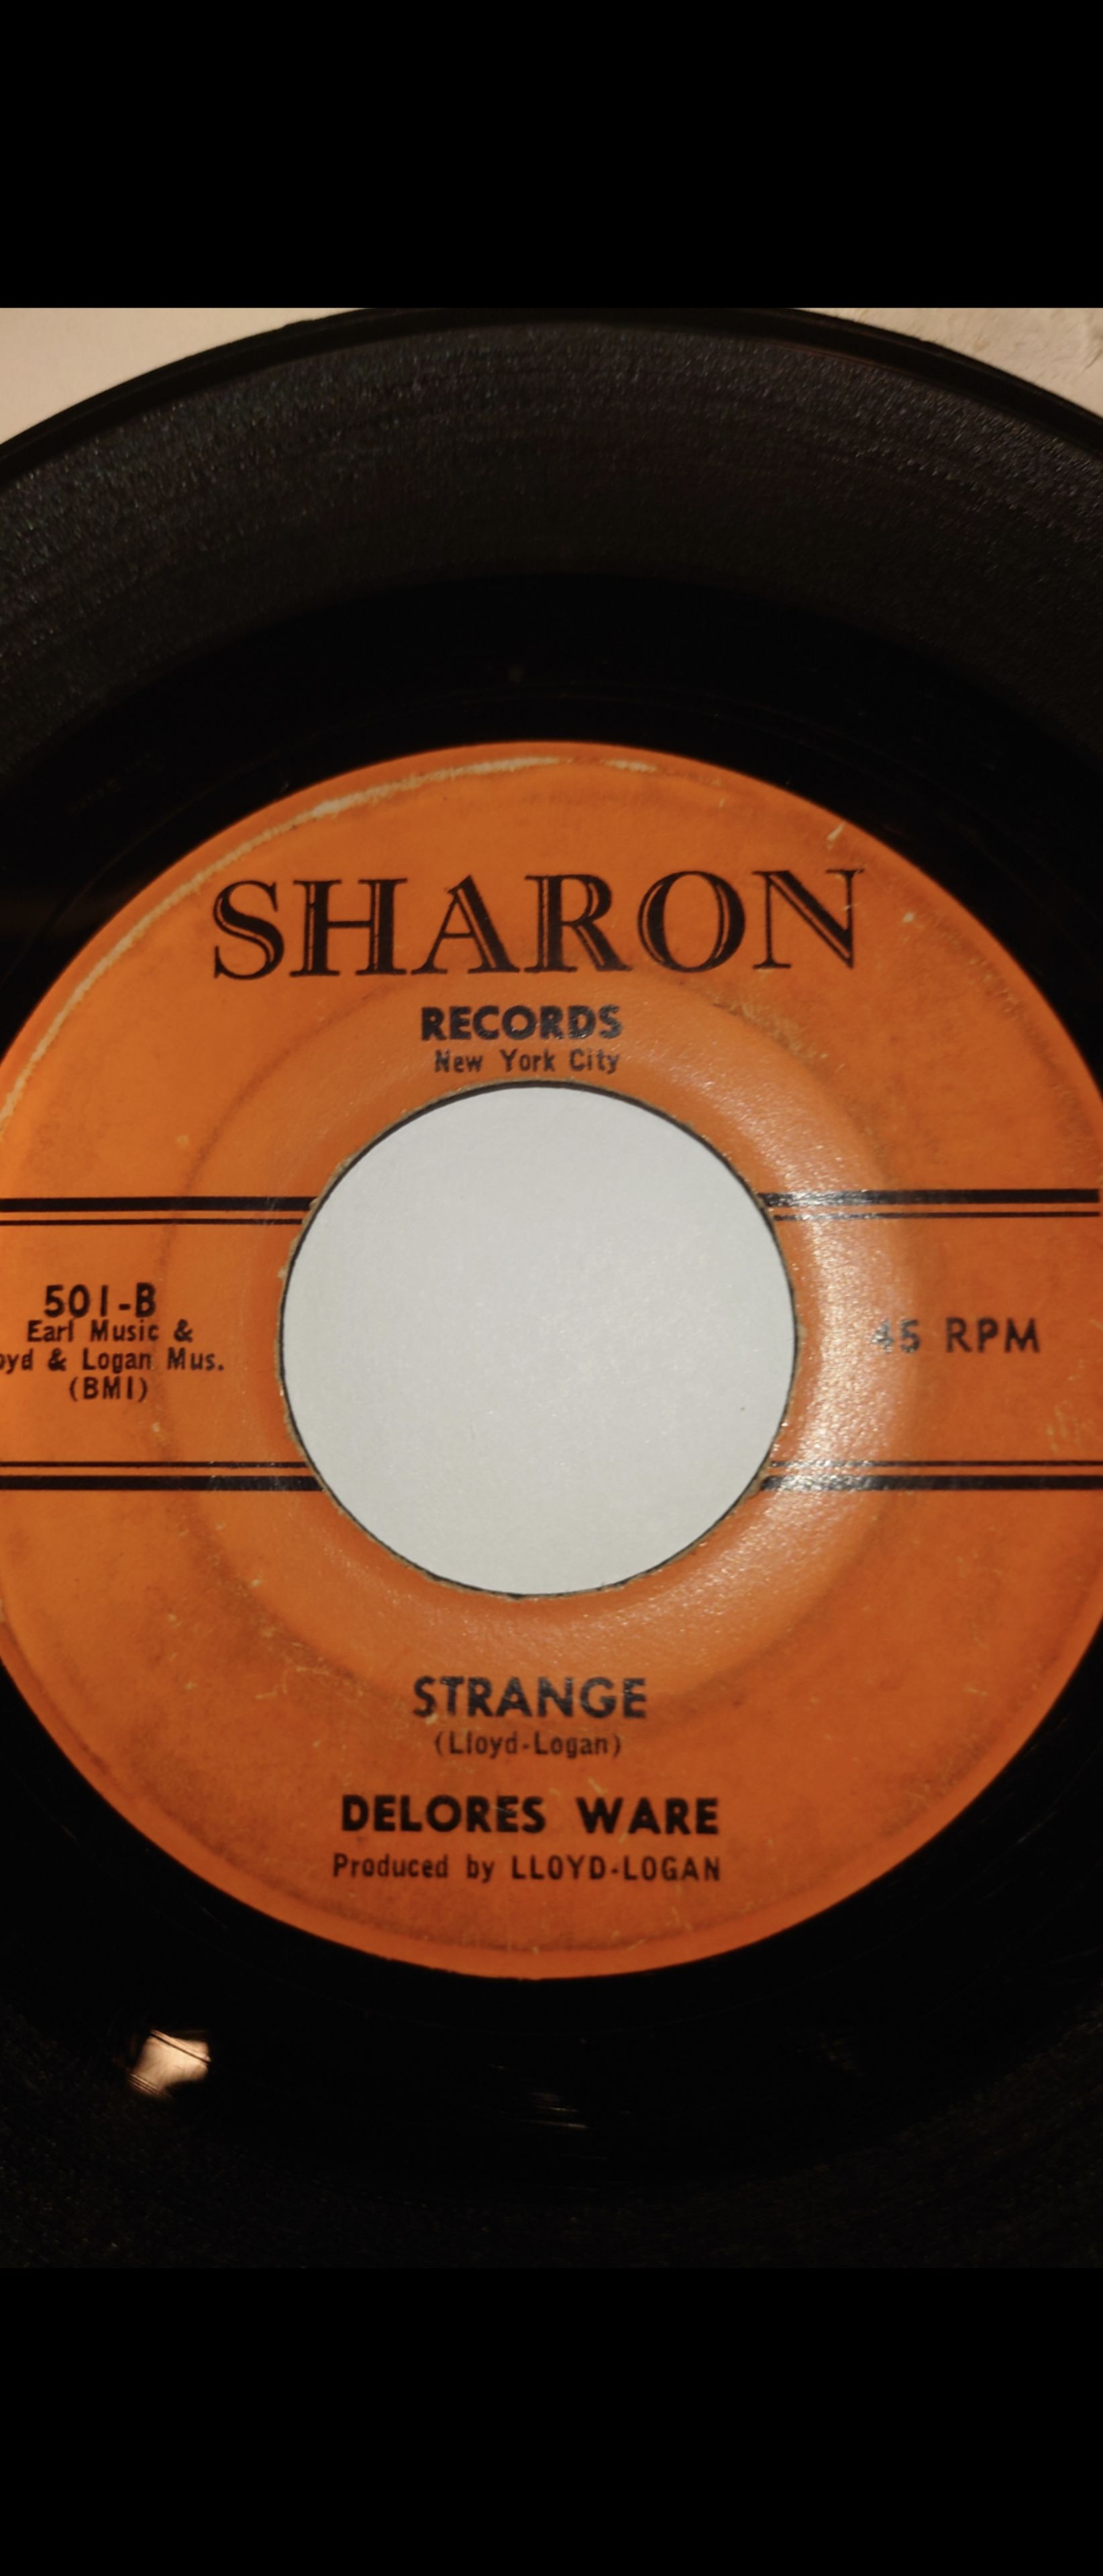 SHARON
RECORDS
New York City
501-B
Earl Music &
oyd & Logan Mus.
(BMI)
45 RPM
STRANGE
(Lloyd-Logan)
DELORES WARE
Produced by LLOYD-LOGAN